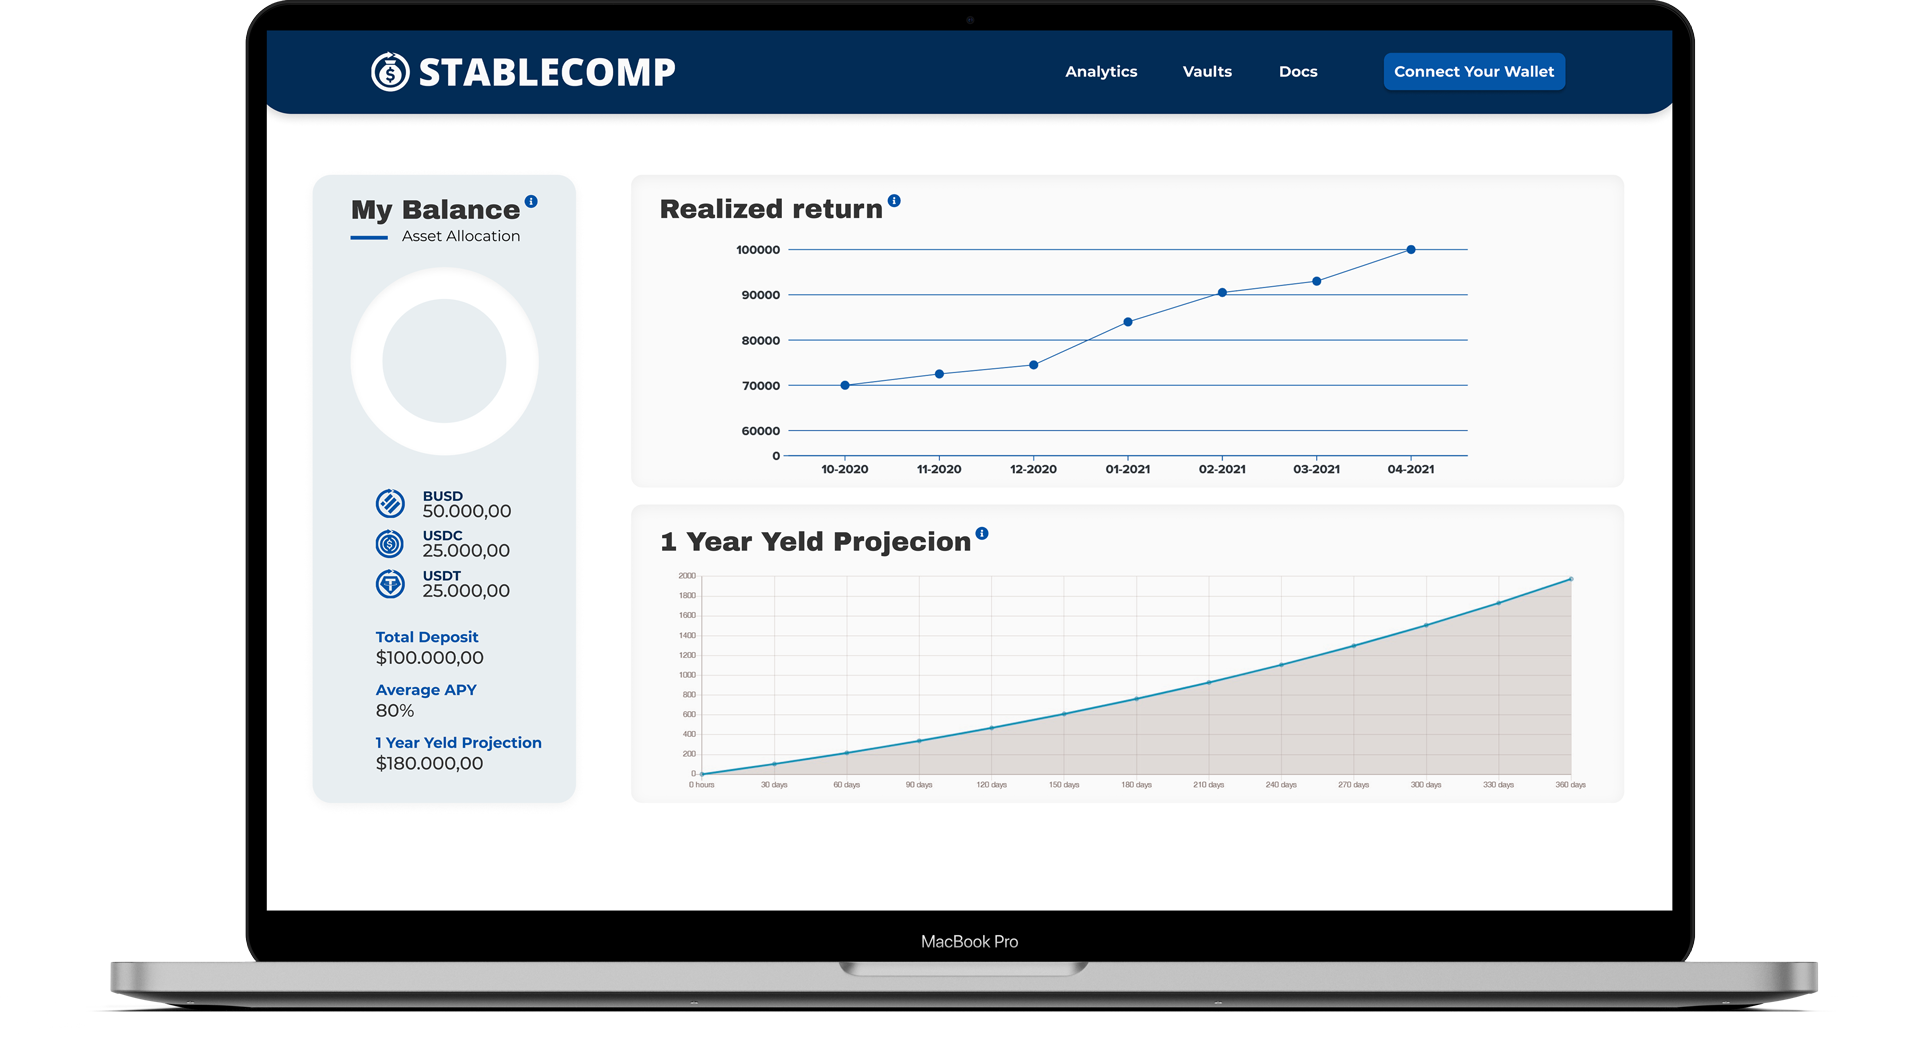 STABLECOMP
Analytics
Vaults
Docs
Connect Your Wallet
My Balance
Asset Allocation
BUSD
50.000,00
USDC
25.000,00
USDT
25.000,00
Total Deposit
$100.000,00
Average APY
80%
1 Year Yeld Projection
$180.000,00
Realized return
100000
90000
80000
70000
60000
0
10-2020 11-2020 12-2020 01-2021 02-2021 03-2021 04-2021
1 Year Yeld Projecion
2000
1800
1600
1400
1200
1000
800
600
400
200
0
0 hours 30 days 60 days 90 days 120 days 150 days 180 days 210 days 240 days 270 days 300 days 330 days 360 days
MacBook Pro